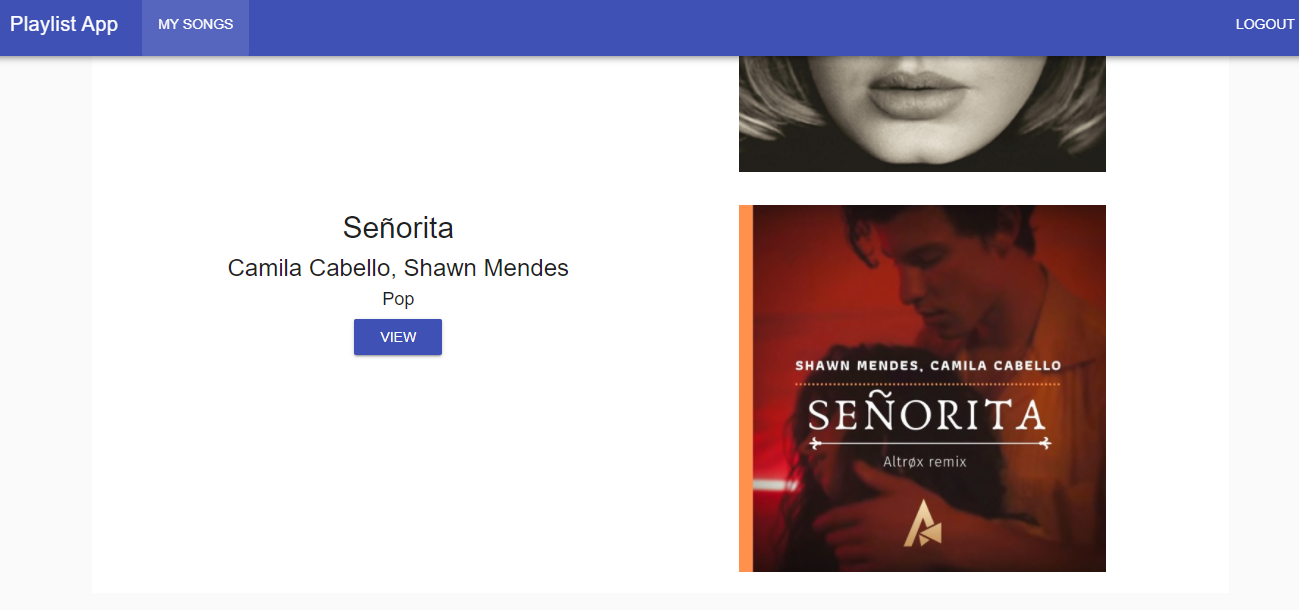 Playlist App
MY SONGS
LOGOUT
Señorita
Camila Cabello, Shawn Mendes
Pop
VIEW
SHAWN MENDES, CAMILA CABELLO
SEÑORITA
Altrøx remix